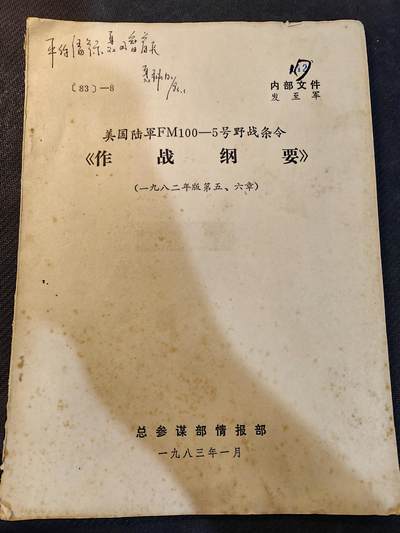 (83)—8
内部文件
发至军
美国陆军FM100—5号野战条令
《作战纲要》
(一九八二年版第五、六章)
总参谋部情报部
一九八三年一月